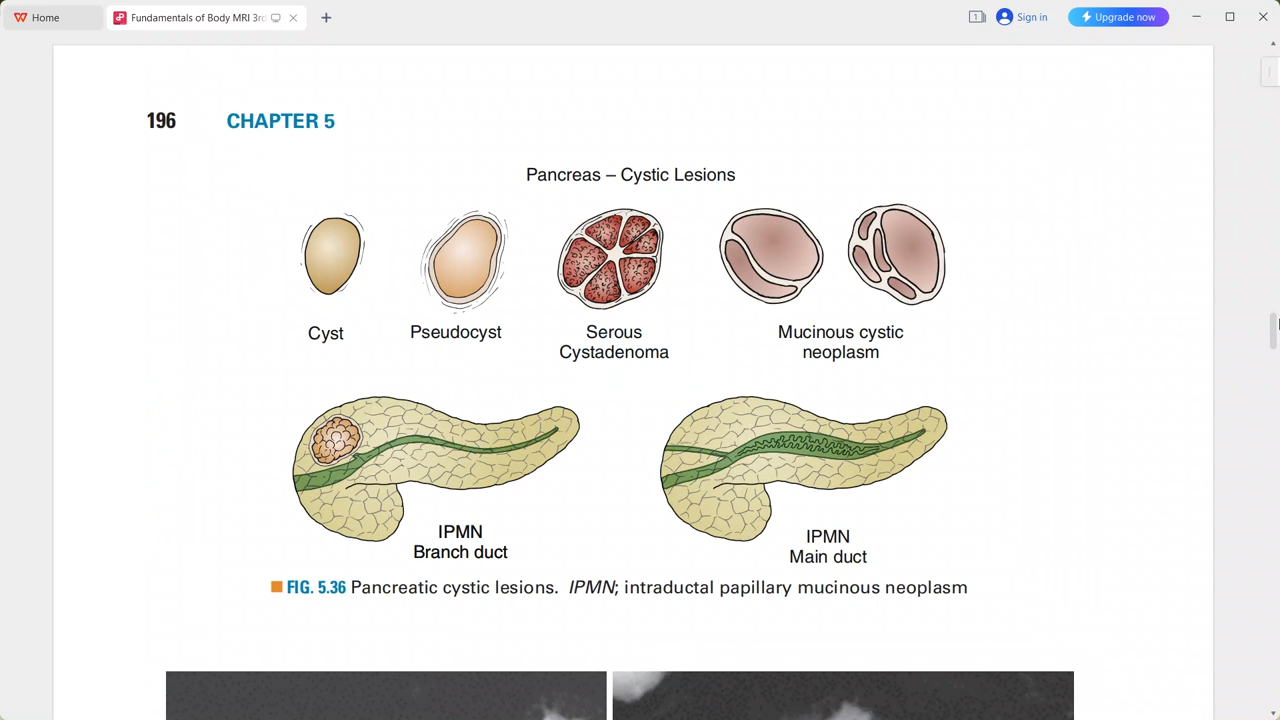 Home
Fundamentals of Body MRI 3rd
Sign in
Upgrade now
196 CHAPTER 5
Pancreas – Cystic Lesions
Cyst
Pseudocyst
Serous
Cystadenoma
Mucinous cystic
neoplasm
IPMN
Branch duct
IPMN
Main duct
FIG. 5.36 Pancreatic cystic lesions. IPMN; intraductal papillary mucinous neoplasm